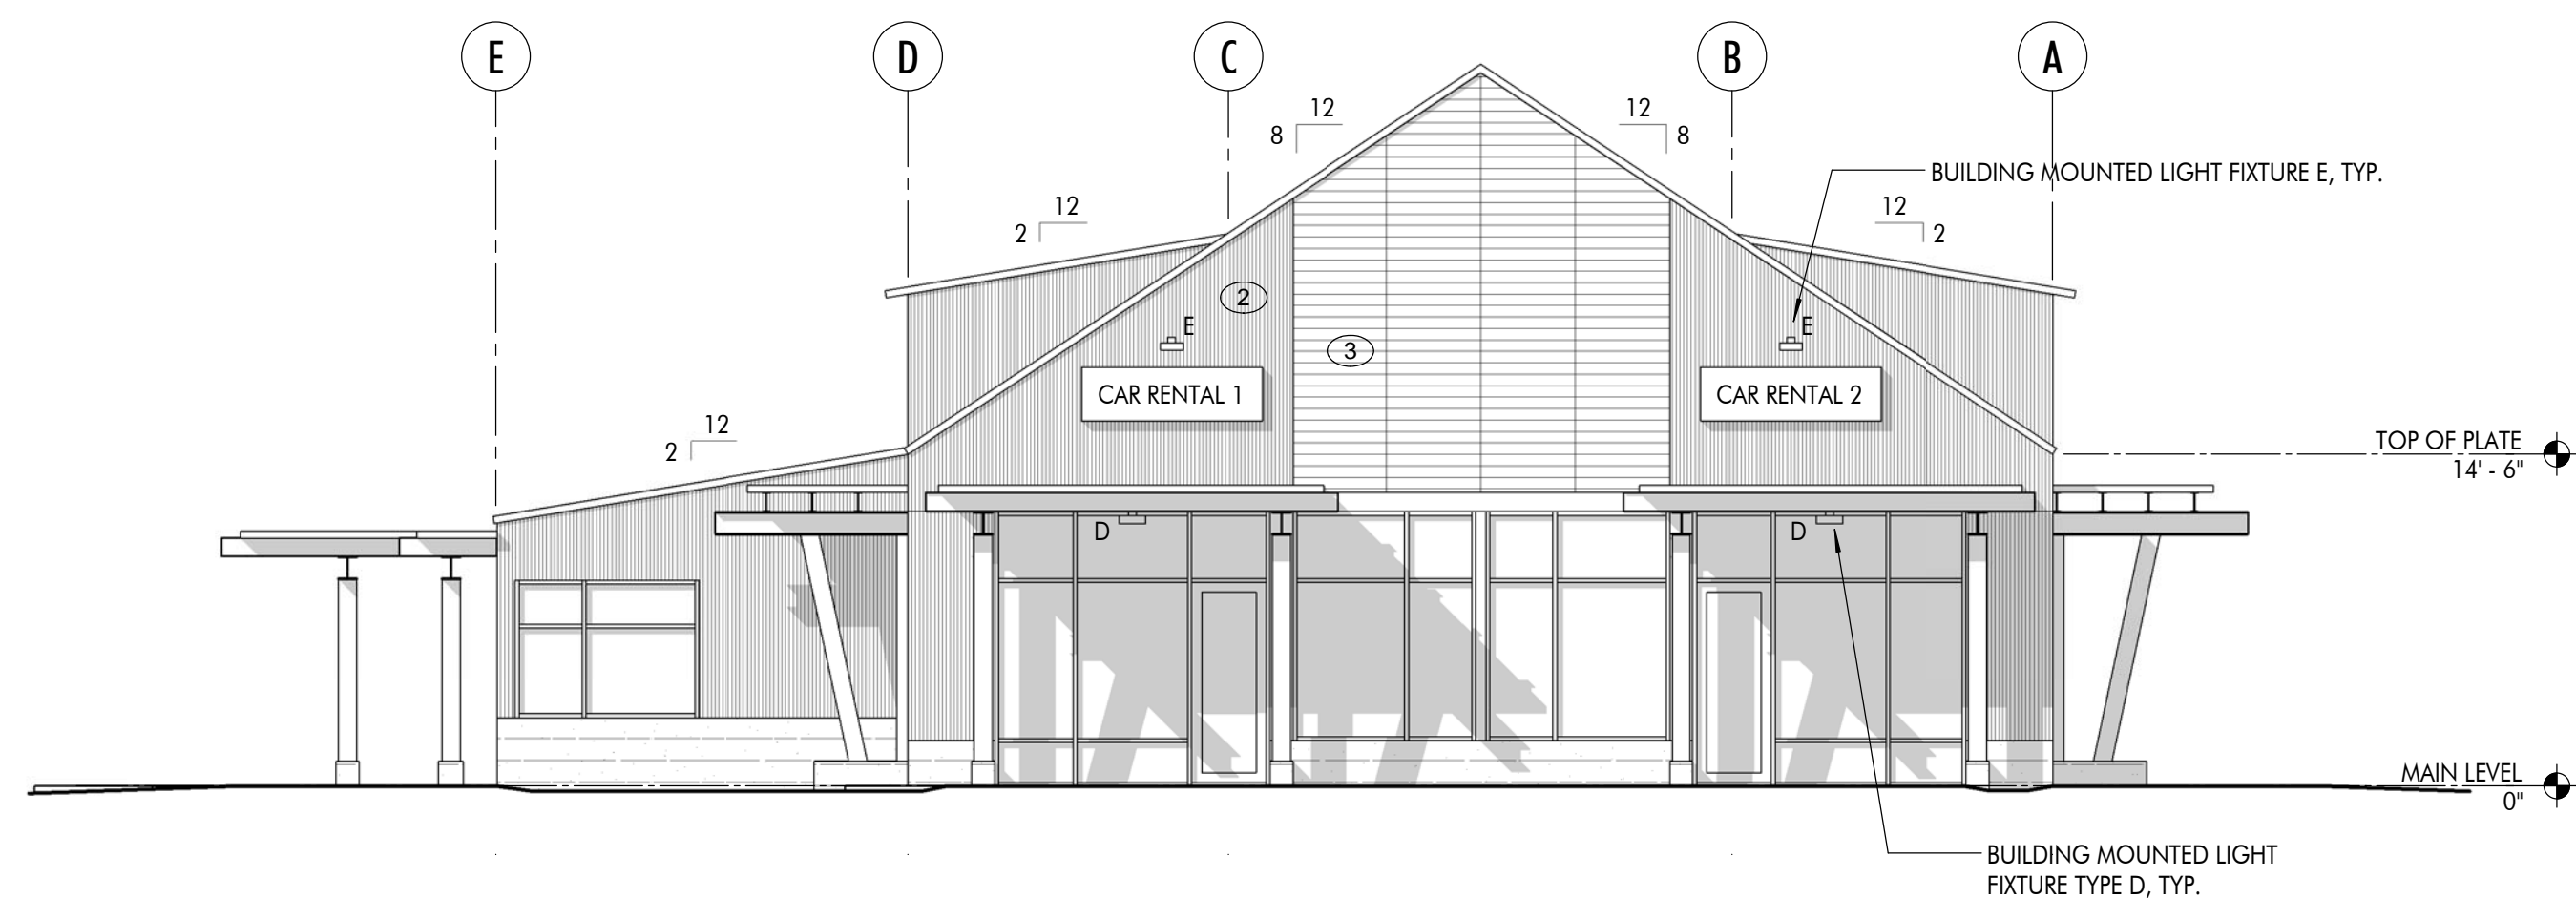 E
D
C
B
A
12
8
12
8
BUILDING MOUNTED LIGHT FIXTURE E, TYP.
12
2
12
2
2
E
E
3
CAR RENTAL 1
CAR RENTAL 2
12
2
TOP OF PLATE
14' - 6"
D
D
MAIN LEVEL
0"
BUILDING MOUNTED LIGHT
FIXTURE TYPE D, TYP.